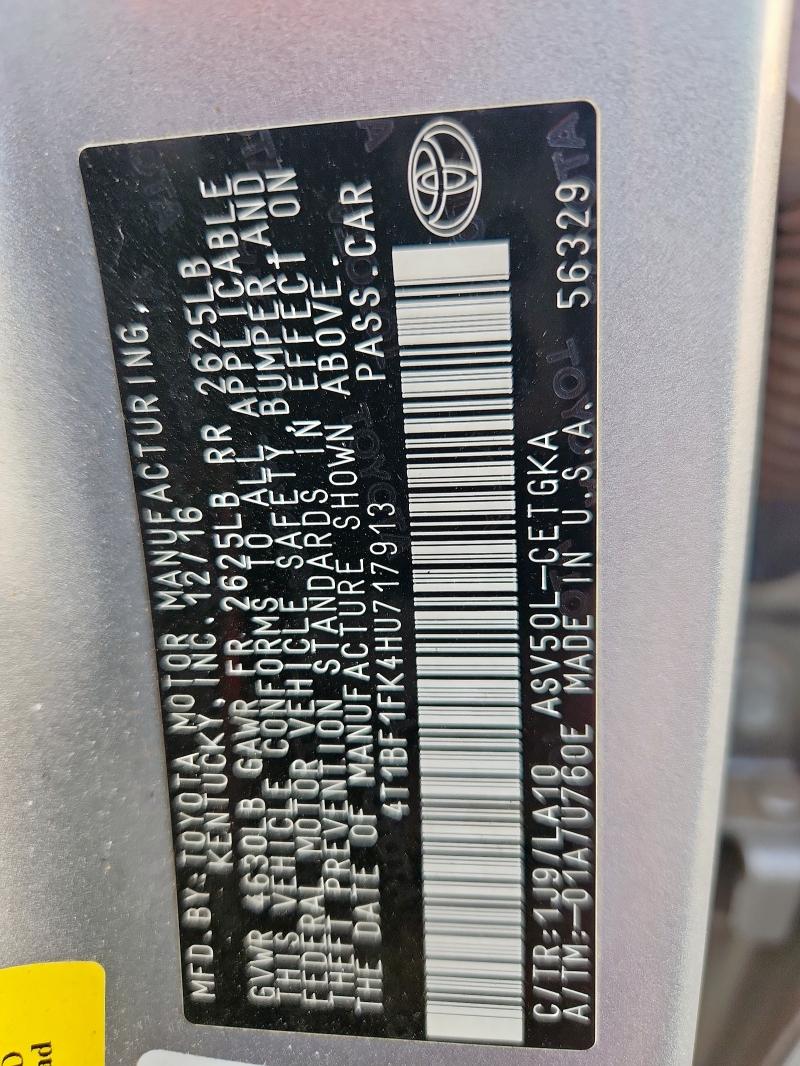 MFD.BY:TOYOTA MOTOR MANUFACTURING,
KENTUCKY, INC. 12/16
GVWR 4630LB GAWR FR 2625LB RR 2625LB
THIS VEHICLE CONFORMS TO ALL APPLICABLE
FEDERAL MOTOR VEHICLE SAFETY, BUMPER, AND
THEFT PREVENTION STANDARDS IN EFFECT ON
THE DATE OF MANUFACTURE SHOWN ABOVE.
4T1BF1FK4HU717913 PASS.CAR
C/TR:1J9/LA10 ASV50L-CETGKA 56329
A/TM:-01A/U760E MADE IN U.S.A.